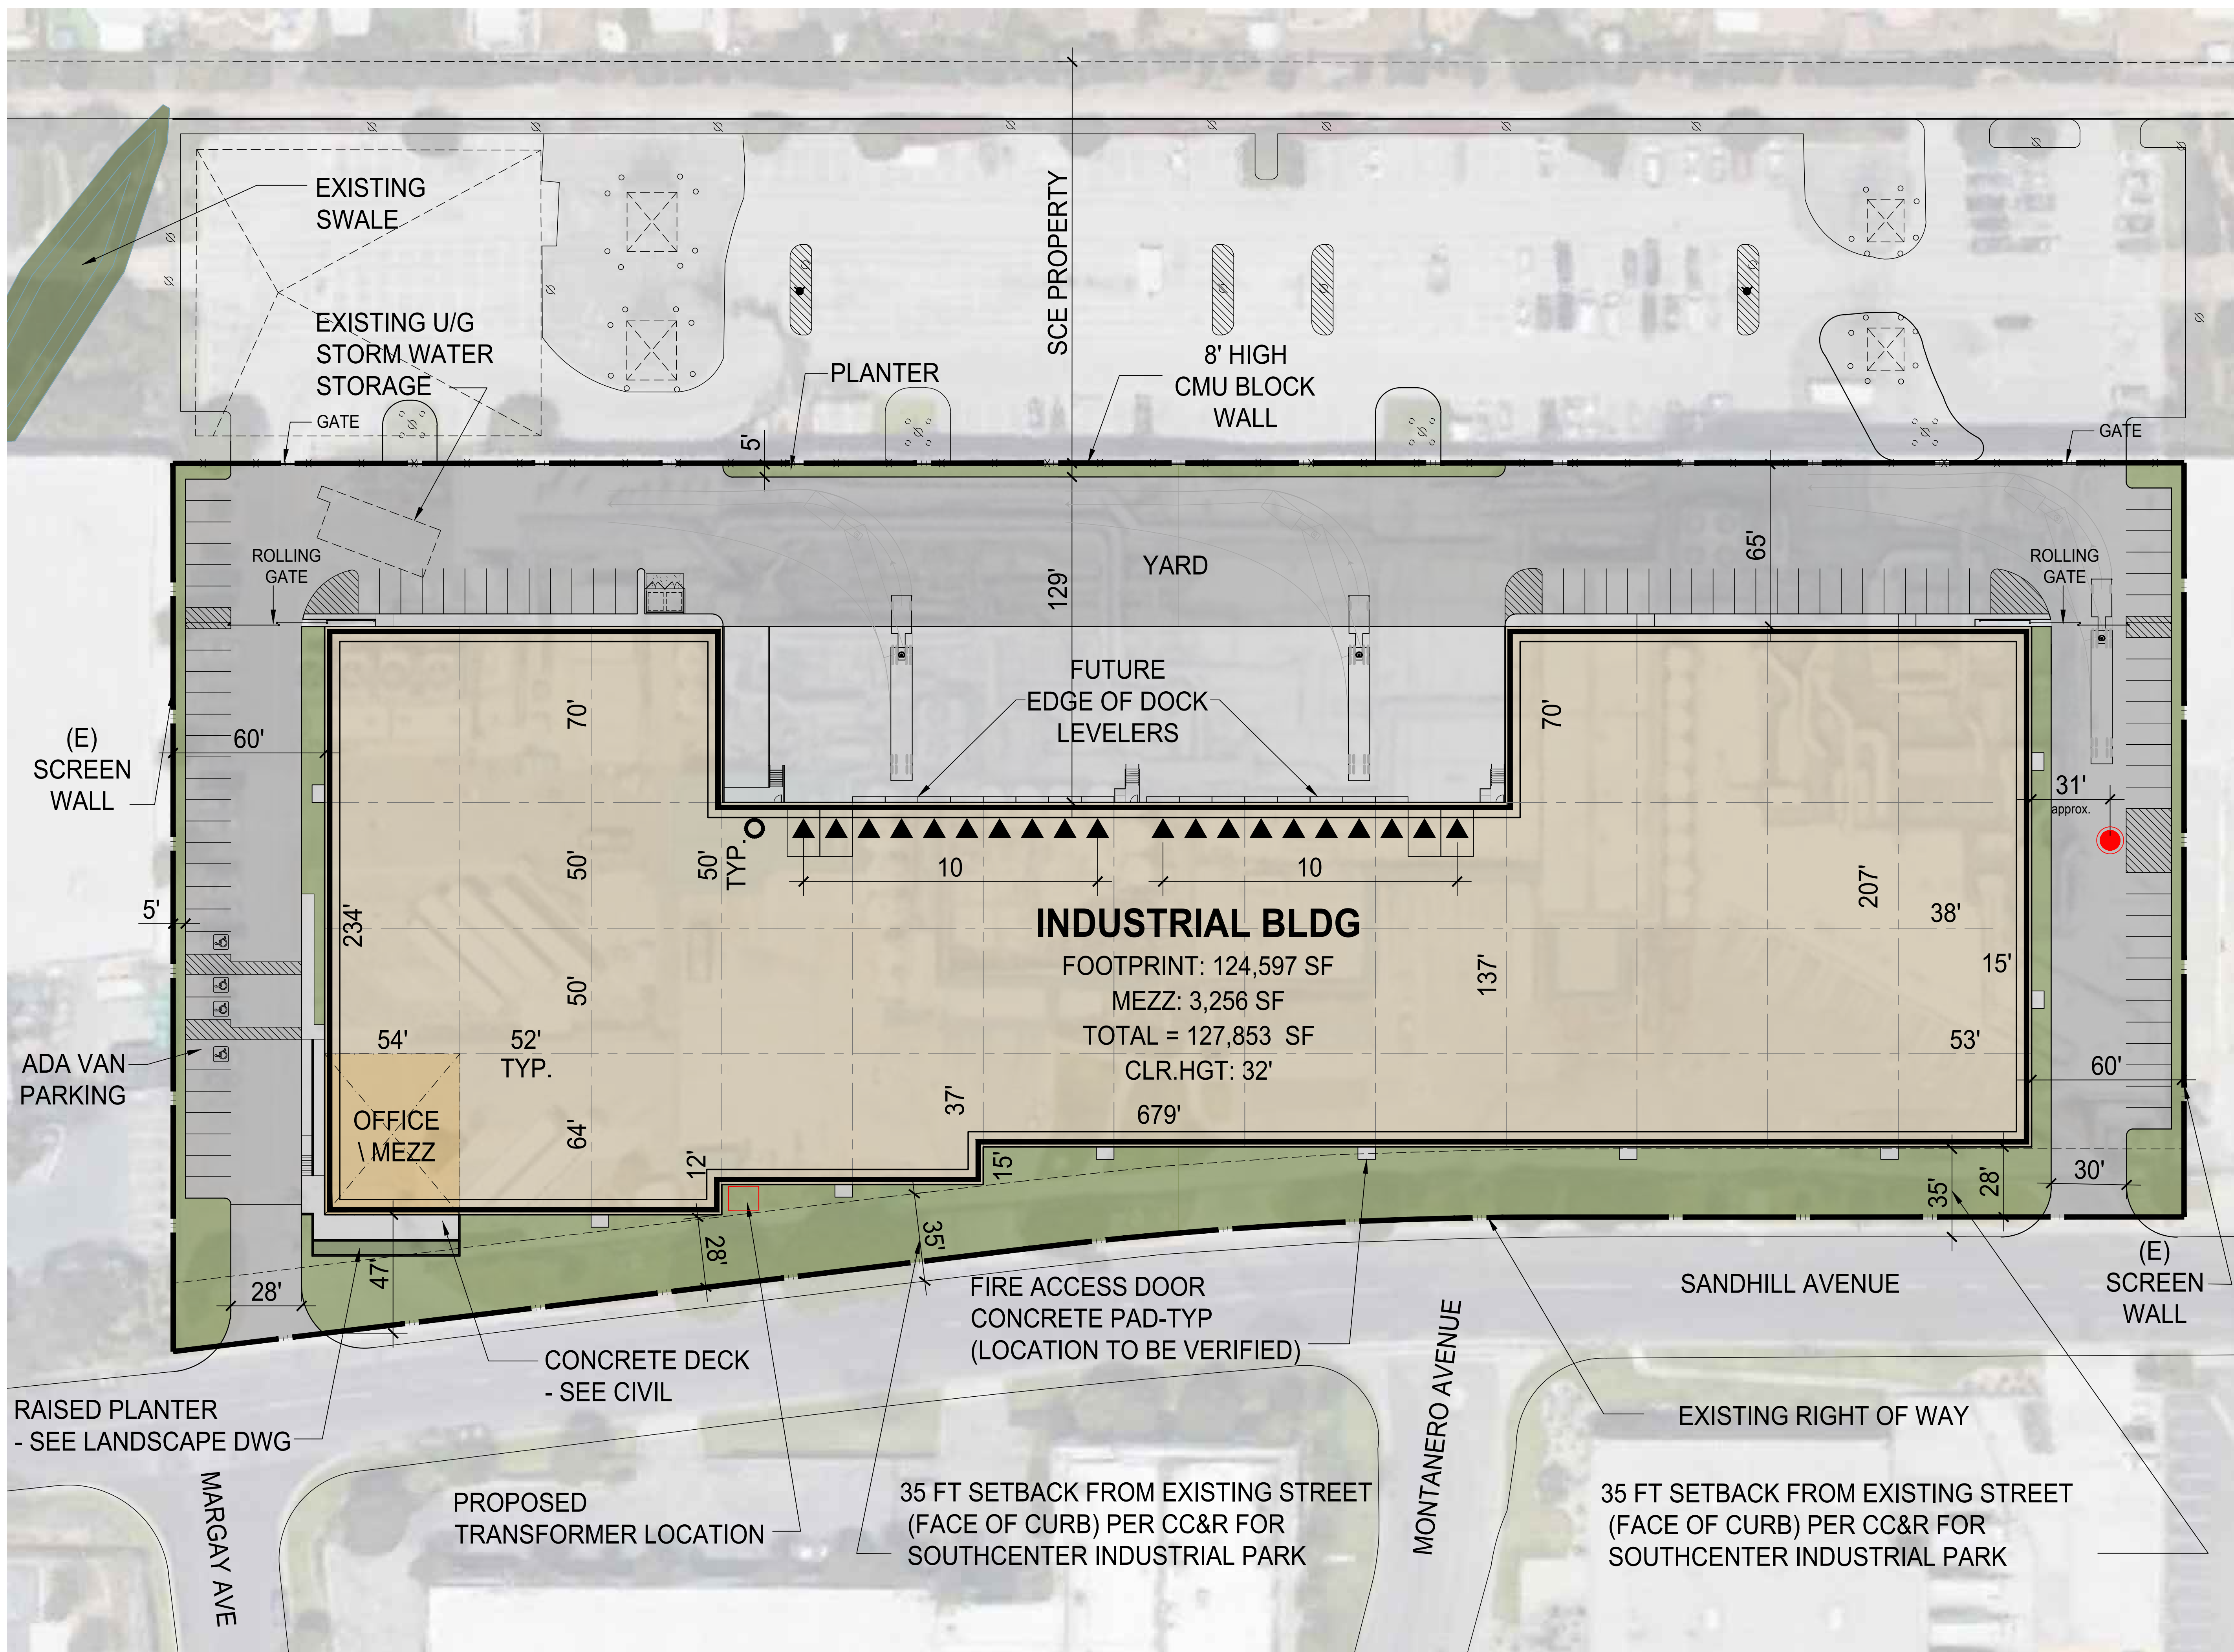 EXISTING
SWALE
EXISTING U/G
STORM WATER
STORAGE
GATE
PLANTER
SCE PROPERTY
8' HIGH
CMU BLOCK
WALL
GATE
5'
ROLLING
GATE
YARD
129'
65'
ROLLING
GATE
(E)
SCREEN
WALL
60'
70'
FUTURE
EDGE OF DOCK
LEVELERS
70'
31'
approx.
50'
50'
TYP.
10
10
207'
5'
234'
INDUSTRIAL BLDG
FOOTPRINT: 124,597 SF
MEZZ: 3,256 SF
TOTAL = 127,853 SF
CLR.HGT: 32'
38'
15'
50'
137'
54'
52'
TYP.
53'
60'
ADA VAN
PARKING
OFFICE
\ MEZZ
64'
37'
679'
12'
15'
35'
28'
30'
28'
47'
28'
35'
FIRE ACCESS DOOR
CONCRETE PAD-TYP
(LOCATION TO BE VERIFIED)
SANDHILL AVENUE
(E)
SCREEN
WALL
CONCRETE DECK
- SEE CIVIL
RAISED PLANTER
- SEE LANDSCAPE DWG
MARGAY AVE
MONTANERO AVENUE
EXISTING RIGHT OF WAY
PROPOSED
TRANSFORMER LOCATION
35 FT SETBACK FROM EXISTING STREET
(FACE OF CURB) PER CC&R FOR
SOUTHCENTER INDUSTRIAL PARK
35 FT SETBACK FROM EXISTING STREET
(FACE OF CURB) PER CC&R FOR
SOUTHCENTER INDUSTRIAL PARK